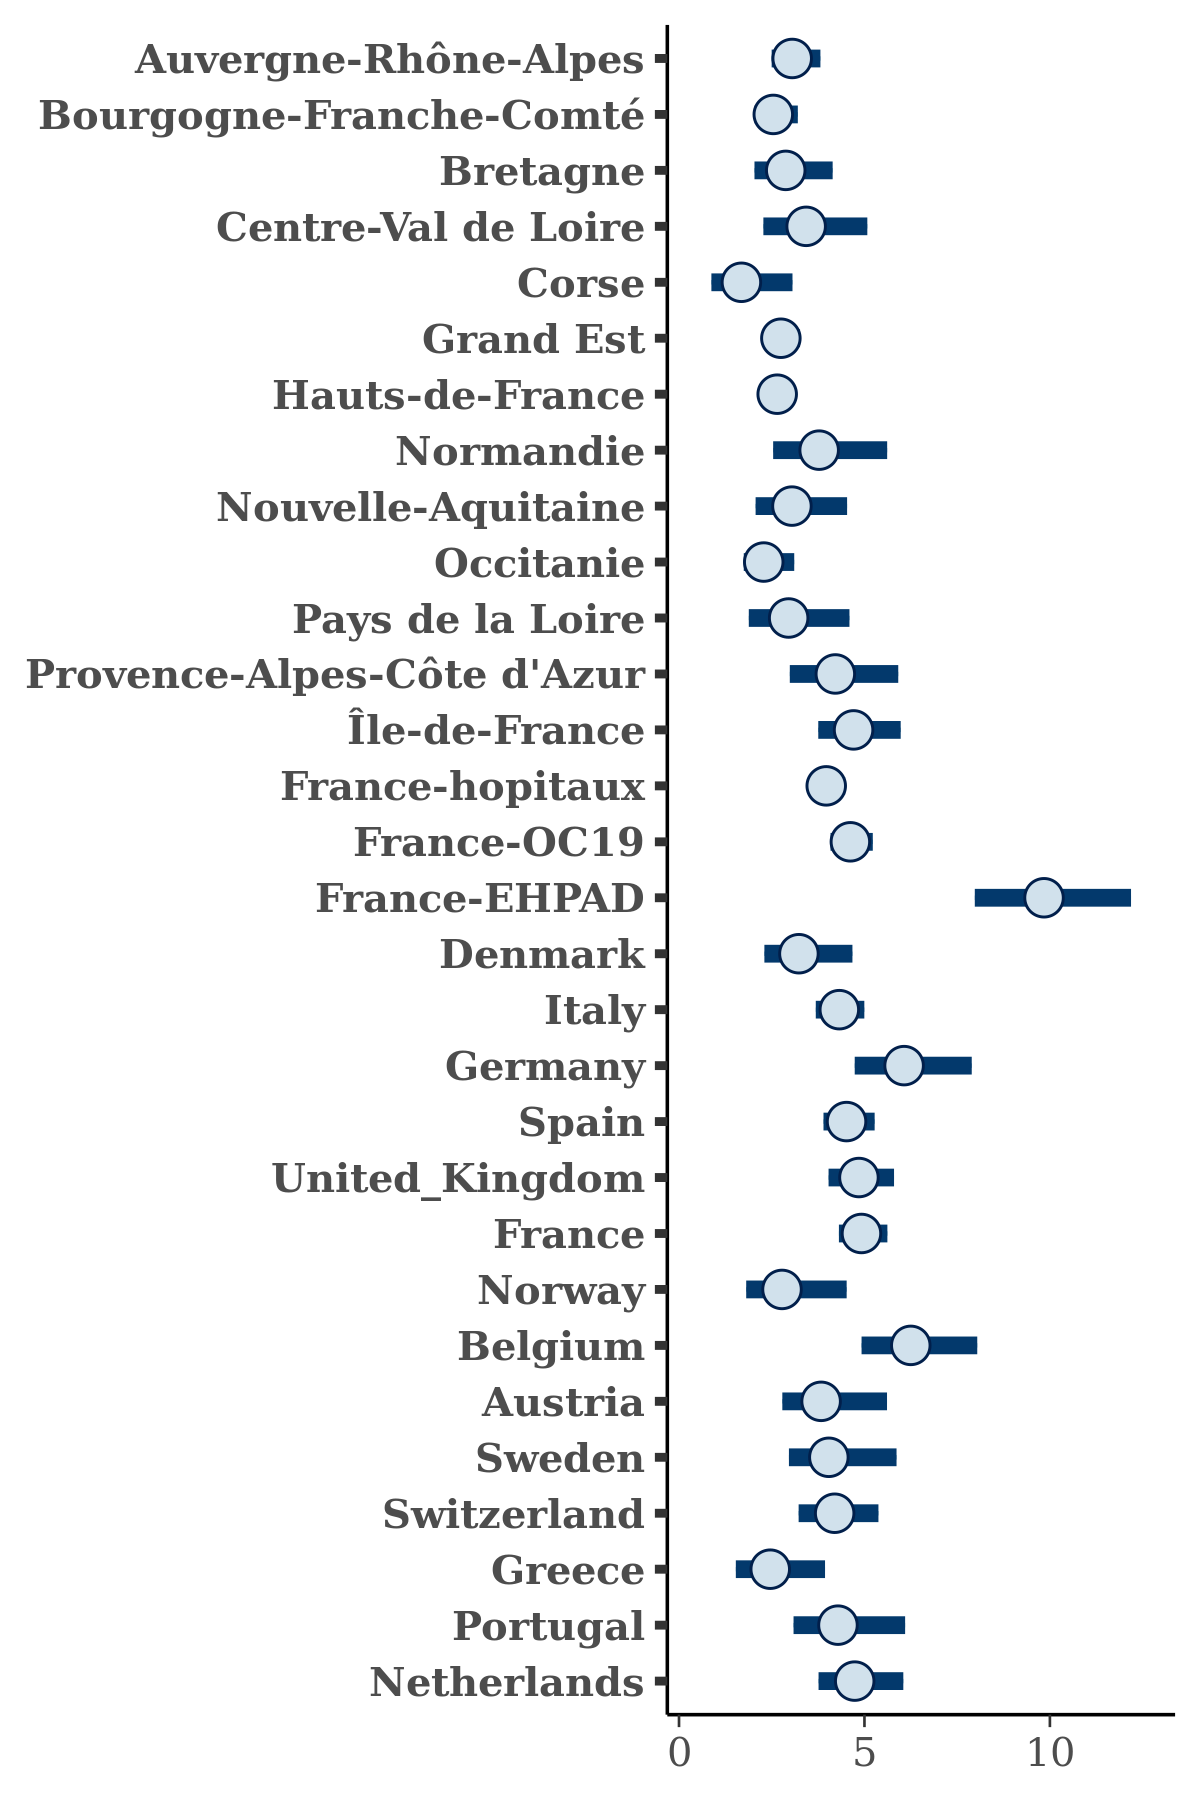 Auvergne-Rhône-Alpes
Bourgogne-Franche-Comté
Bretagne
Centre-Val de Loire
Corse
Grand Est
Hauts-de-France
Normandie
Nouvelle-Aquitaine
Occitanie
Pays de la Loire
Provence-Alpes-Côte d'Azur
Île-de-France
France-hopitaux
France-OC19
France-EHPAD
Denmark
Italy
Germany
Spain
United_Kingdom
France
Norway
Belgium
Austria
Sweden
Switzerland
Greece
Portugal
Netherlands
0 5 10